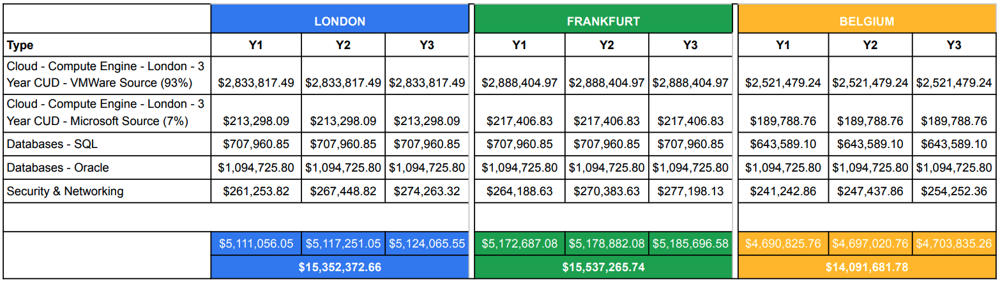 LONDON FRANKFURT BELGIUM
Type Y1 Y2 Y3 Y1 Y2 Y3 Y1 Y2 Y3
Cloud - Compute Engine - London - 3
Year CUD - VMWare Source (93%) $2,833,817.49 $2,833,817.49 $2,833,817.49 $2,888,404.97 $2,888,404.97 $2,888,404.97 $2,521,479.24 $2,521,479.24 $2,521,479.24
Cloud - Compute Engine - London - 3
Year CUD - Microsoft Source (7%) $213,298.09 $213,298.09 $213,298.09 $217,406.83 $217,406.83 $217,406.83 $189,788.76 $189,788.76 $189,788.76
Databases - SQL $707,960.85 $707,960.85 $707,960.85 $707,960.85 $707,960.85 $707,960.85 $643,589.10 $643,589.10 $643,589.10
Databases - Oracle $1,094,725.80 $1,094,725.80 $1,094,725.80 $1,094,725.80 $1,094,725.80 $1,094,725.80 $1,094,725.80 $1,094,725.80 $1,094,725.80
Security & Networking $261,253.82 $267,448.82 $274,263.32 $264,188.63 $270,383.63 $277,198.13 $241,242.86 $247,437.86 $254,252.36
$5,111,056.05 $5,117,251.05 $5,124,065.55 $5,172,687.08 $5,178,882.08 $5,185,696.58 $4,690,825.76 $4,697,020.76 $4,703,835.26
$15,352,372.66 $15,537,265.74 $14,091,681.78